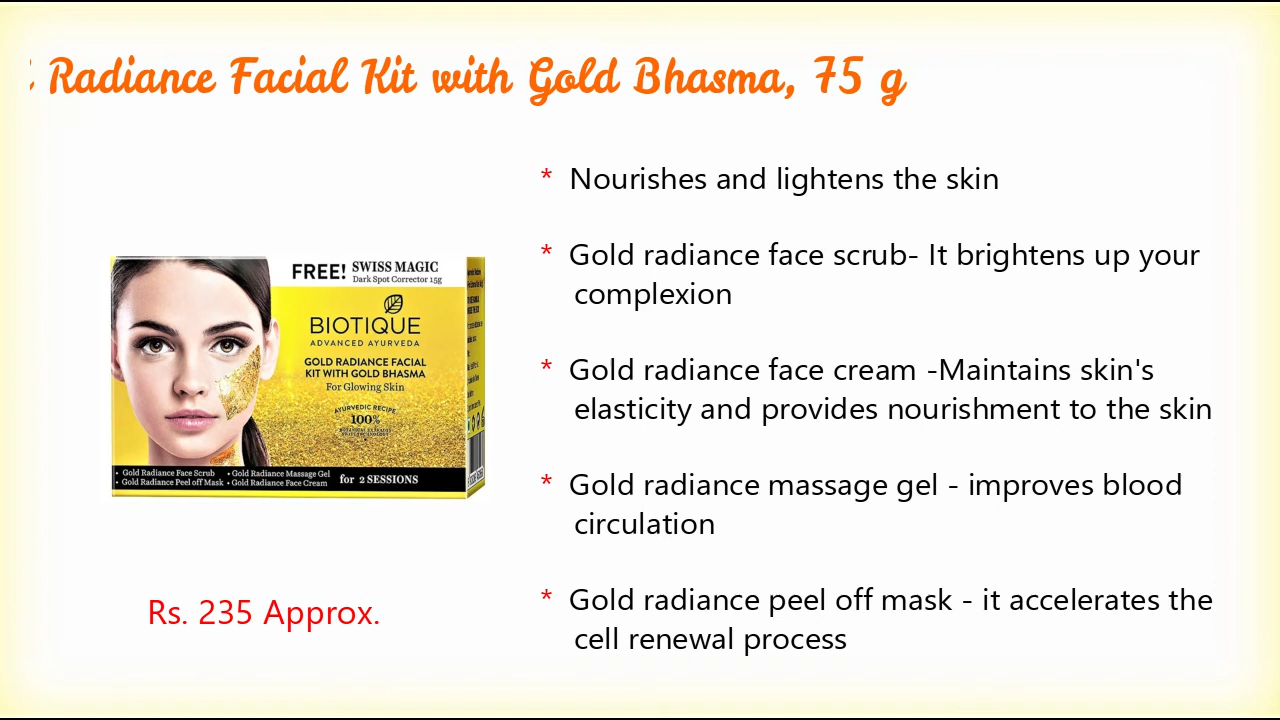 Radiance Facial Kit with Gold Bhasma, 75 g
* Nourishes and lightens the skin
* Gold radiance face scrub- It brightens up your
complexion
* Gold radiance face cream -Maintains skin's
elasticity and provides nourishment to the skin
* Gold radiance massage gel - improves blood
circulation
* Gold radiance peel off mask - it accelerates the
cell renewal process
FREE! SWISS MAGIC
Dark Spot Corrector 15g
BIOTIQUE
ADVANCED AYURVEDA
GOLD RADIANCE FACIAL
KIT WITH GOLD BHASMA
For Glowing Skin
AYURVEDIC RECIPE
100%
BOTANICAL EXTRACTS
• Gold Radiance Face Scrub • Gold Radiance Massage Gel
• Gold Radiance Peel off Mask • Gold Radiance Face Cream
for 2 SESSIONS
Rs. 235 Approx.